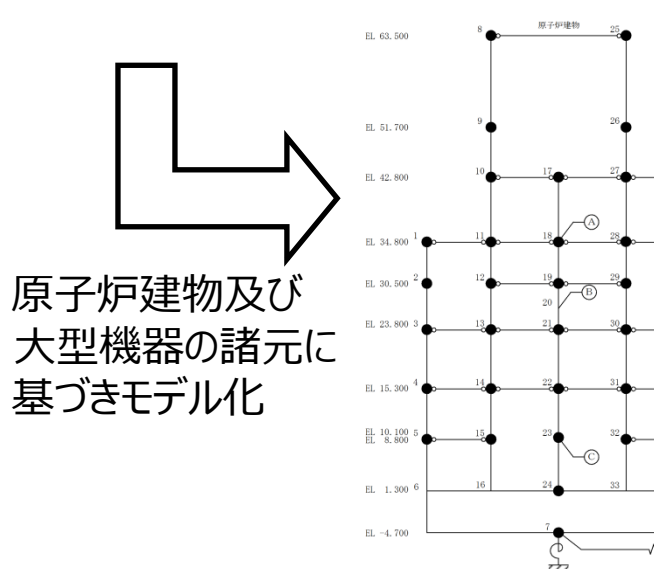 原子炉建物
EL 63.500 8 25
EL 51.700 9 26
EL 42.800 10 17 27
A
EL 34.800 1 11 18 28
EL 30.500 2 12 19 29
B
20
EL 23.800 3 13 21 30
EL 15.300 4 14 22 31
EL 10.100 5 15 23 32
EL 8.800
C
EL 1.300 6 16 24 33
EL -4.700 7
原子炉建物及び
大型機器の諸元に
基づきモデル化